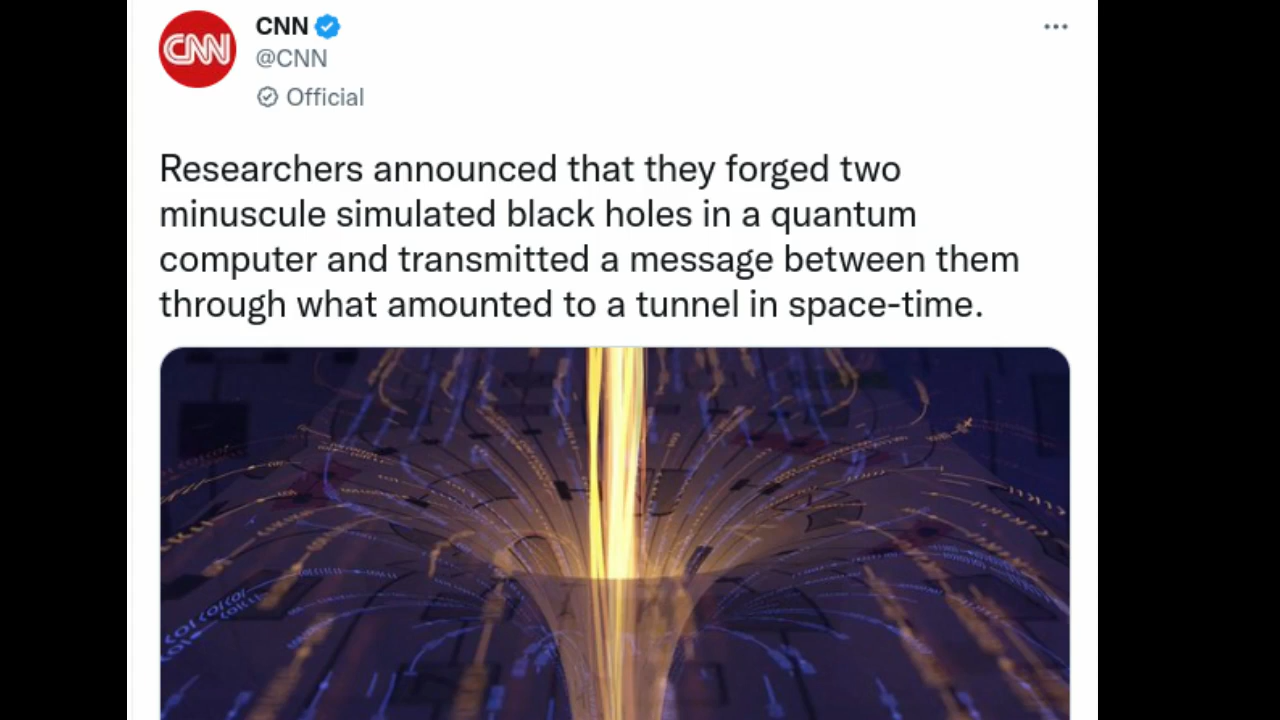 CNN
CNN
@CNN
Official
Researchers announced that they forged two
minuscule simulated black holes in a quantum
computer and transmitted a message between them
through what amounted to a tunnel in space-time.